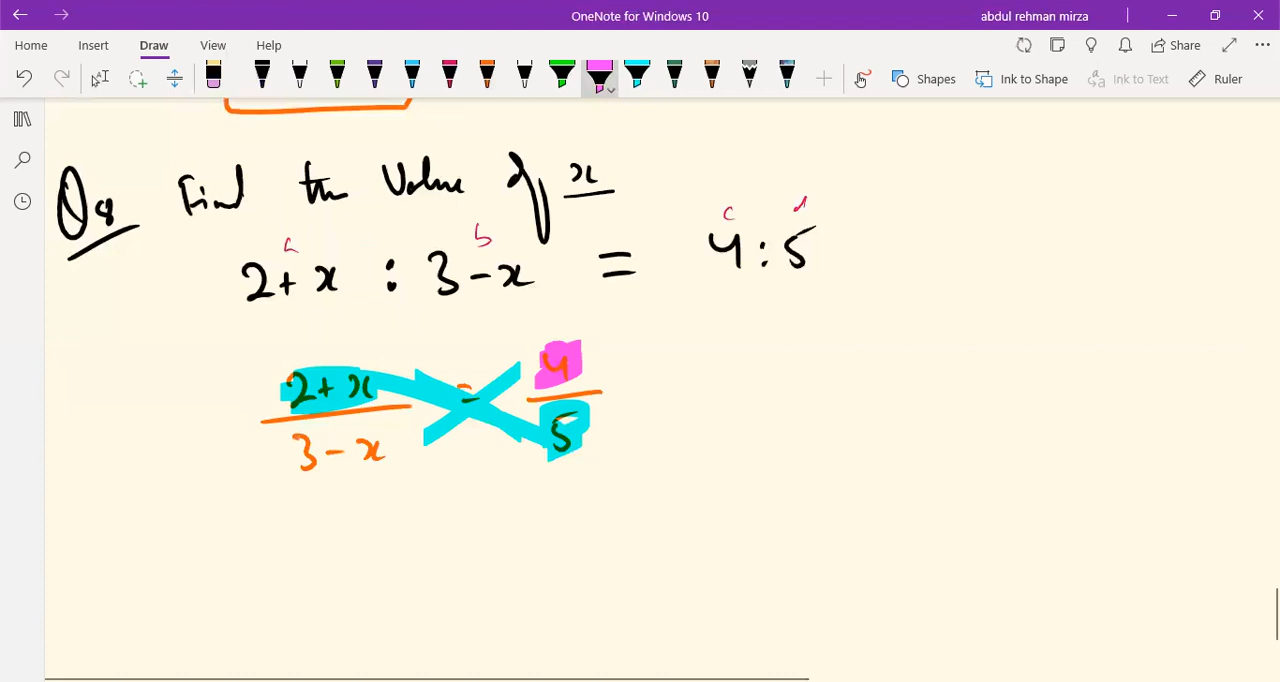 OneNote for Windows 10
abdul rehman mirza
Home Insert Draw View Help
Share
Shapes Ink to Shape Ink to Text Ruler
Q8 Find the Value of x
a b c d
2+x : 3-x = 4:5
2+x = 4
3-x 5